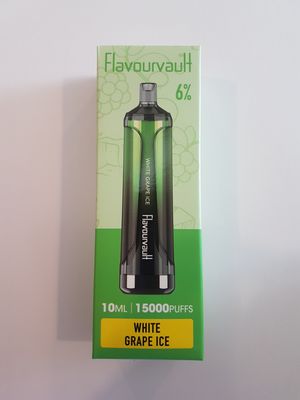 Flavourvault
6%
WHITE GRAPE ICE
Flavourvault
10ML | 15000PUFFS
WHITE
GRAPE ICE